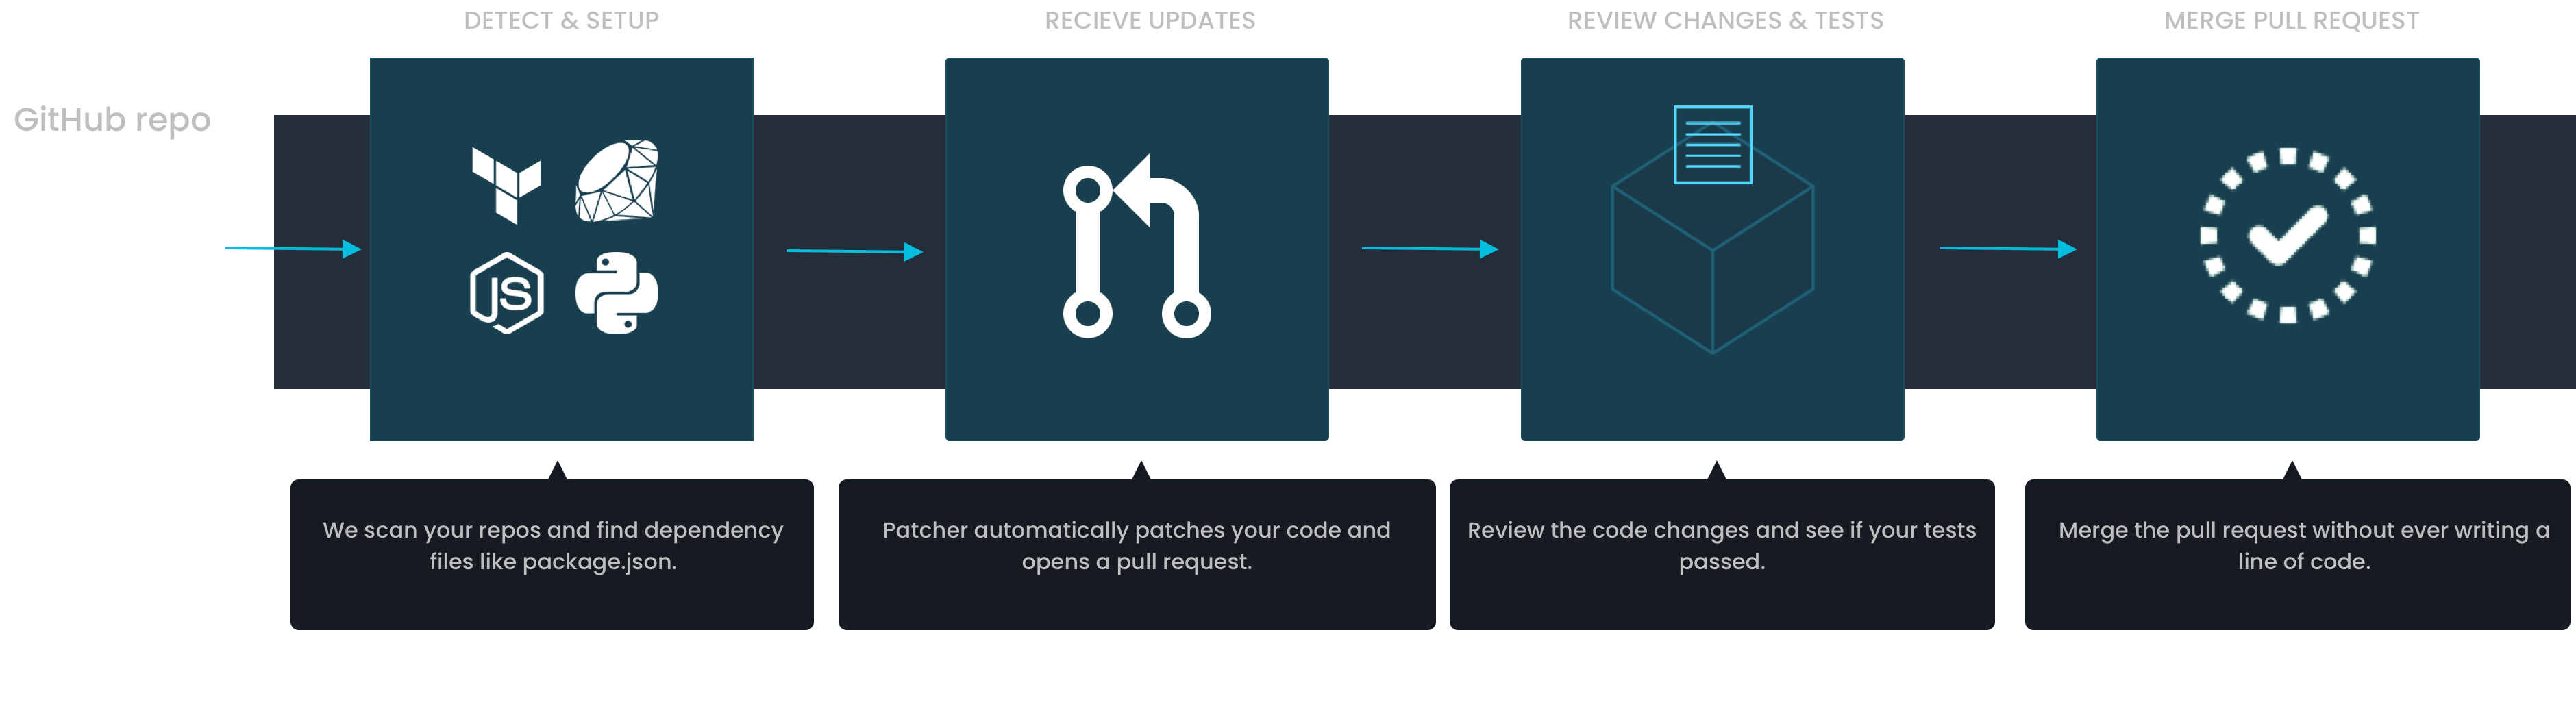 DETECT & SETUP
RECIEVE UPDATES
REVIEW CHANGES & TESTS
MERGE PULL REQUEST
GitHub repo
JS
We scan your repos and find dependency
files like package.json.
Patcher automatically patches your code and
opens a pull request.
Review the code changes and see if your tests
passed.
Merge the pull request without ever writing a
line of code.